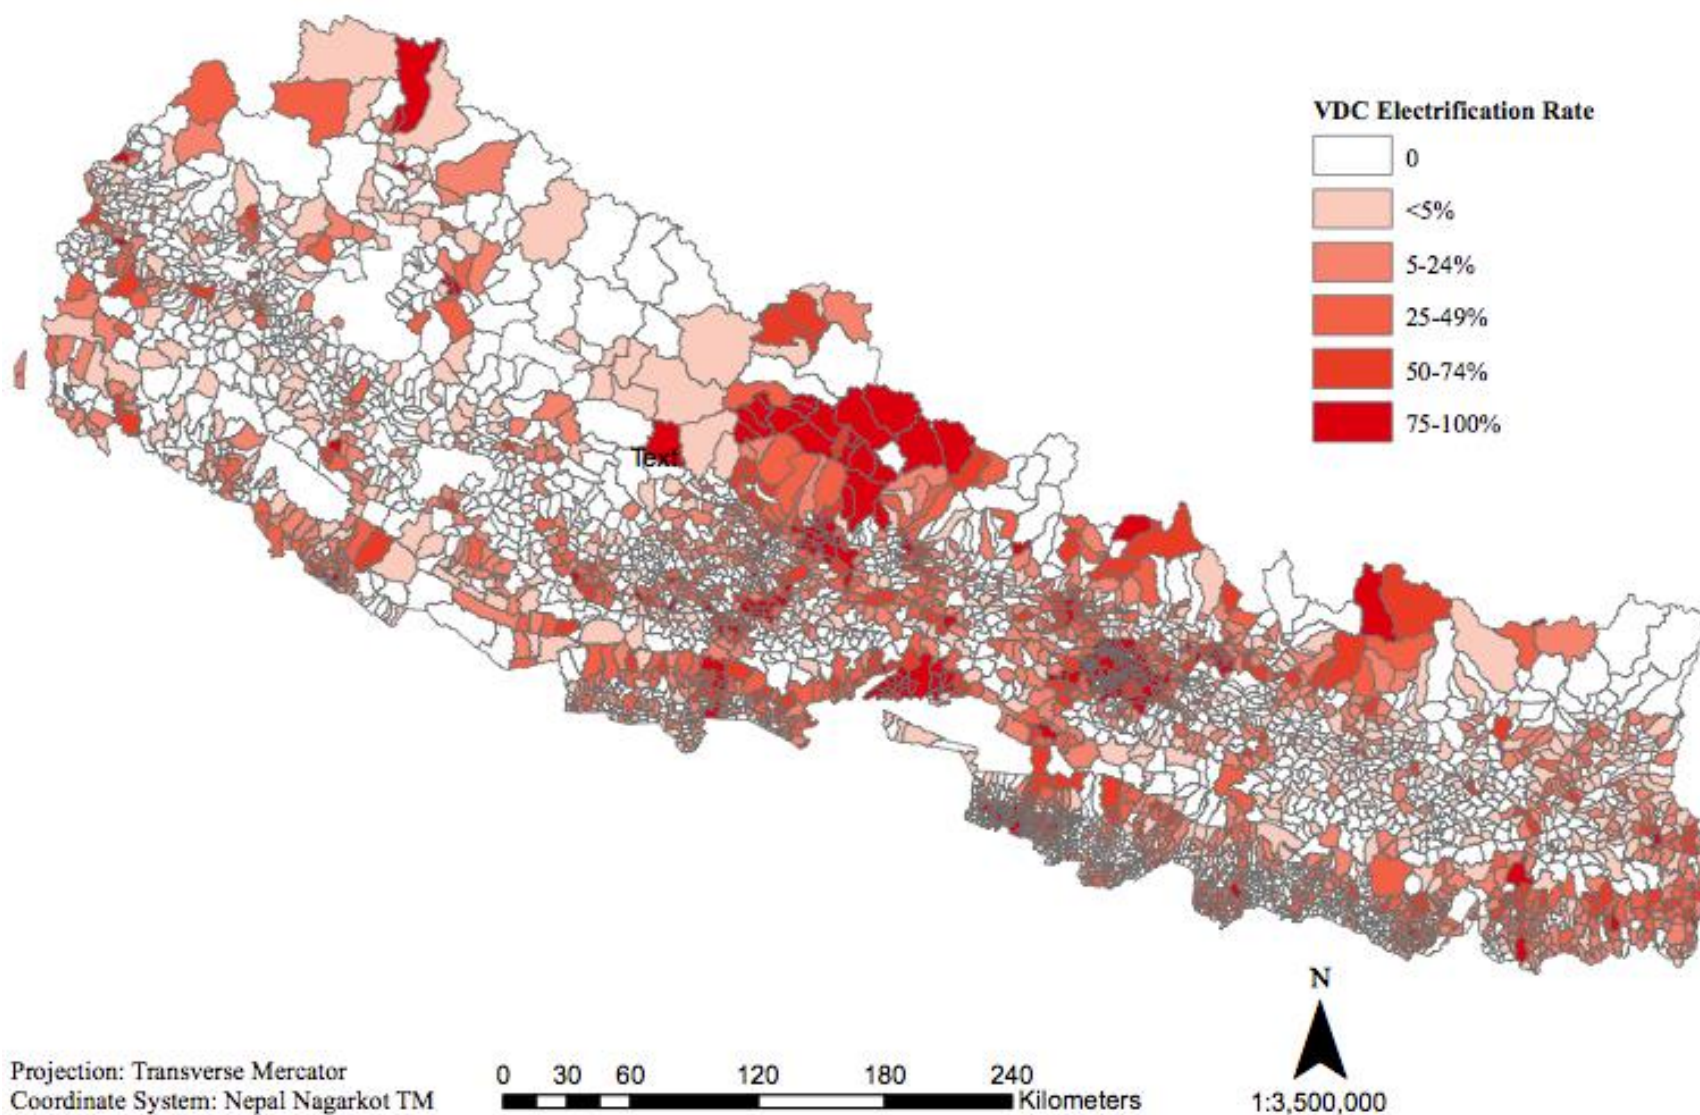 VDC Electrification Rate
0
<5%
5-24%
25-49%
50-74%
75-100%
Text
N
Projection: Transverse Mercator
Coordinate System: Nepal Nagarkot TM
0 30 60 120 180 240
Kilometers
1:3,500,000